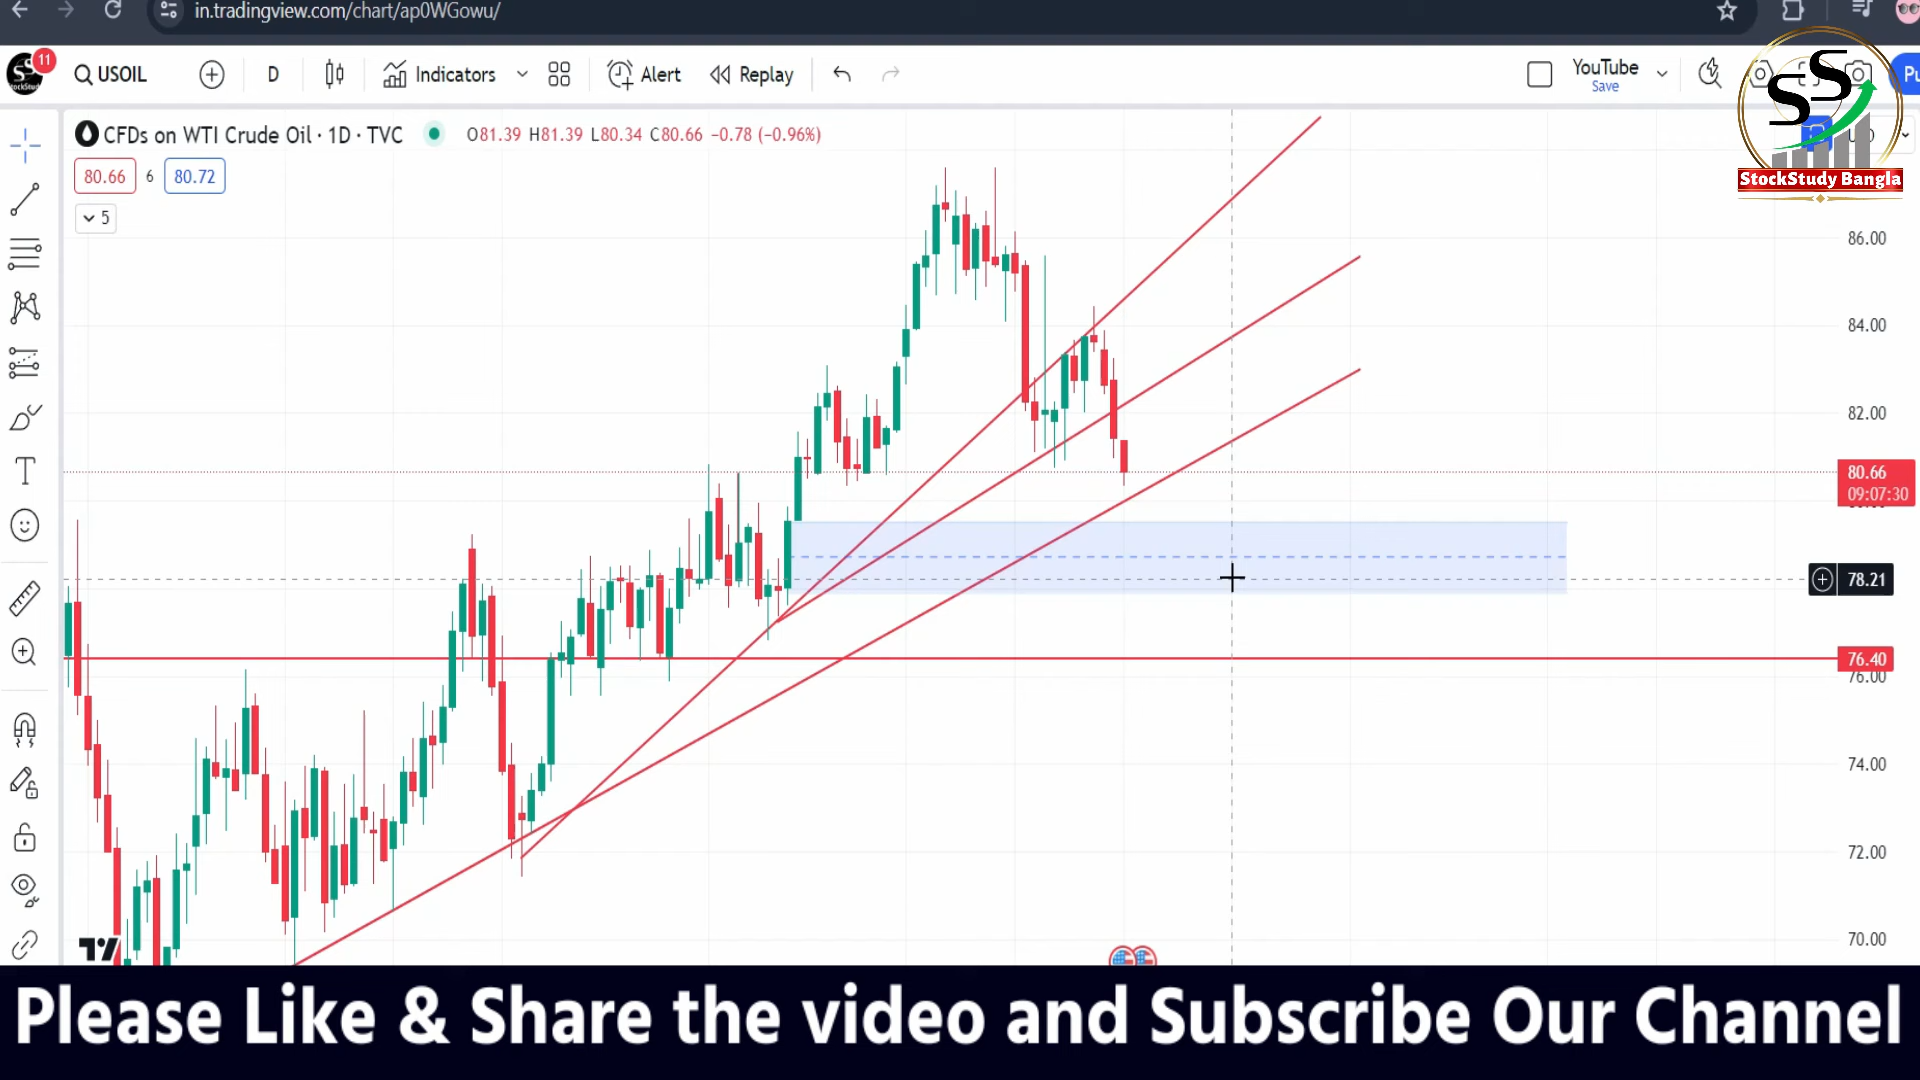 in.tradingview.com/chart/ap0WGowu/
11
USOIL
D
Indicators
Alert
Replay
YouTube
Save
Pu
SS
StockStudy Bangla
CFDs on WTI Crude Oil · 1D · TVC
O81.39 H81.39 L80.34 C80.66 −0.78 (−0.96%)
80.66
6
80.72
5
86.00
84.00
82.00
80.66
09:07:30
78.21
76.40
76.00
74.00
72.00
70.00
Please Like & Share the video and Subscribe Our Channel